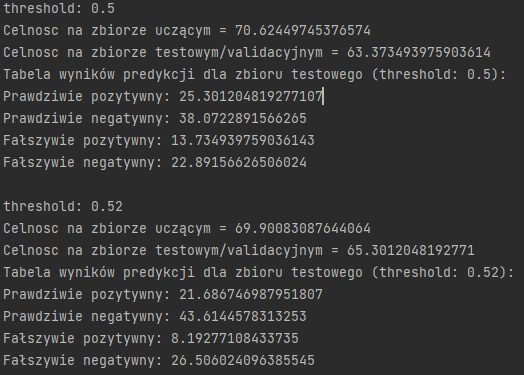 threshold: 0.5
Celnosc na zbiorze uczącym = 70.62449745376574
Celnosc na zbiorze testowym/validacyjnym = 63.373493975903614
Tabela wyników predykcji dla zbioru testowego (threshold: 0.5):
Prawdziwie pozytywny: 25.301204819277107
Prawdziwie negatywny: 38.0722891566265
Fałszywie pozytywny: 13.734939759036143
Fałszywie negatywny: 22.89156626506024
threshold: 0.52
Celnosc na zbiorze uczącym = 69.90083087644064
Celnosc na zbiorze testowym/validacyjnym = 65.3012048192771
Tabela wyników predykcji dla zbioru testowego (threshold: 0.52):
Prawdziwie pozytywny: 21.686746987951807
Prawdziwie negatywny: 43.6144578313253
Fałszywie pozytywny: 8.19277108433735
Fałszywie negatywny: 26.506024096385545